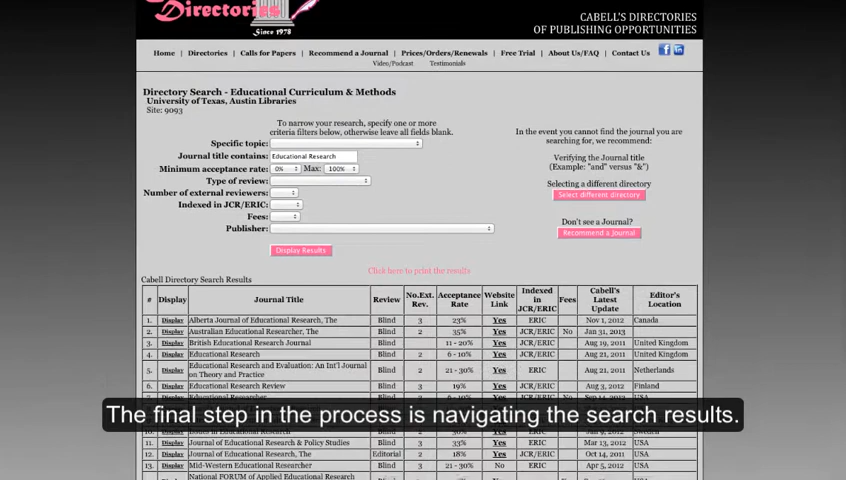 Directories
Since 1978
CABELL'S DIRECTORIES
OF PUBLISHING OPPORTUNITIES
Home | Directories | Calls for Papers | Recommend a Journal | Prices/Orders/Renewals | Free Trial | About Us/FAQ | Contact Us
Video/Podcast Testimonials
Directory Search - Educational Curriculum & Methods
University of Texas, Austin Libraries
Site: 9093
To narrow your research, specify one or more
criteria filters below, otherwise leave all fields blank.
Specific topic:
Journal title contains: Educational Research
Minimum acceptance rate: 0% Max: 100%
Type of review:
Number of external reviewers:
Indexed in JCR/ERIC:
Fees:
Publisher:
Display Results
In the event you cannot find the journal you are
searching for, we recommend:
Verifying the Journal title
(Example: "and" versus "&")
Selecting a different directory
Select different directory
Don't see a Journal?
Recommend a Journal
Click here to print the results
Cabell Directory Search Results
# Display Journal Title Review No.Ext. Rev. Acceptance Rate Website Link Indexed in JCR/ERIC Fees Cabell's Latest Update Editor's Location
1. Display Alberta Journal of Educational Research, The Blind 3 23% Yes ERIC Nov 1, 2012 Canada
2. Display Australian Educational Researcher, The Blind 2 35% Yes JCR/ERIC No Jan 31, 2013
3. Display British Educational Research Journal Blind 11 - 20% Yes JCR/ERIC Aug 19, 2011 United Kingdom
4. Display Educational Research Blind 2 6 - 10% Yes JCR/ERIC Aug 21, 2011 United Kingdom
5. Display Educational Research and Evaluation: An Int'l Journal on Theory and Practice Blind 2 21 - 30% Yes ERIC Aug 21, 2011 Netherlands
6. Display Educational Research Review Blind 3 19% Yes JCR/ERIC Aug 3, 2012 Finland
Display Educational Researcher Blind 2 6 - 10% Yes JCR/ERIC No USA
The final step in the process is navigating the search results.
11. Display Journal of Educational Research & Policy Studies Blind 3 33% Yes ERIC Mar 13, 2012 USA
12. Display Journal of Educational Research, The Editorial 2 18% Yes JCR/ERIC Oct 14, 2011 USA
13. Display Mid-Western Educational Researcher Blind 3 21 - 30% No ERIC Apr 5, 2012 USA
National FORUM of Applied Educational Research